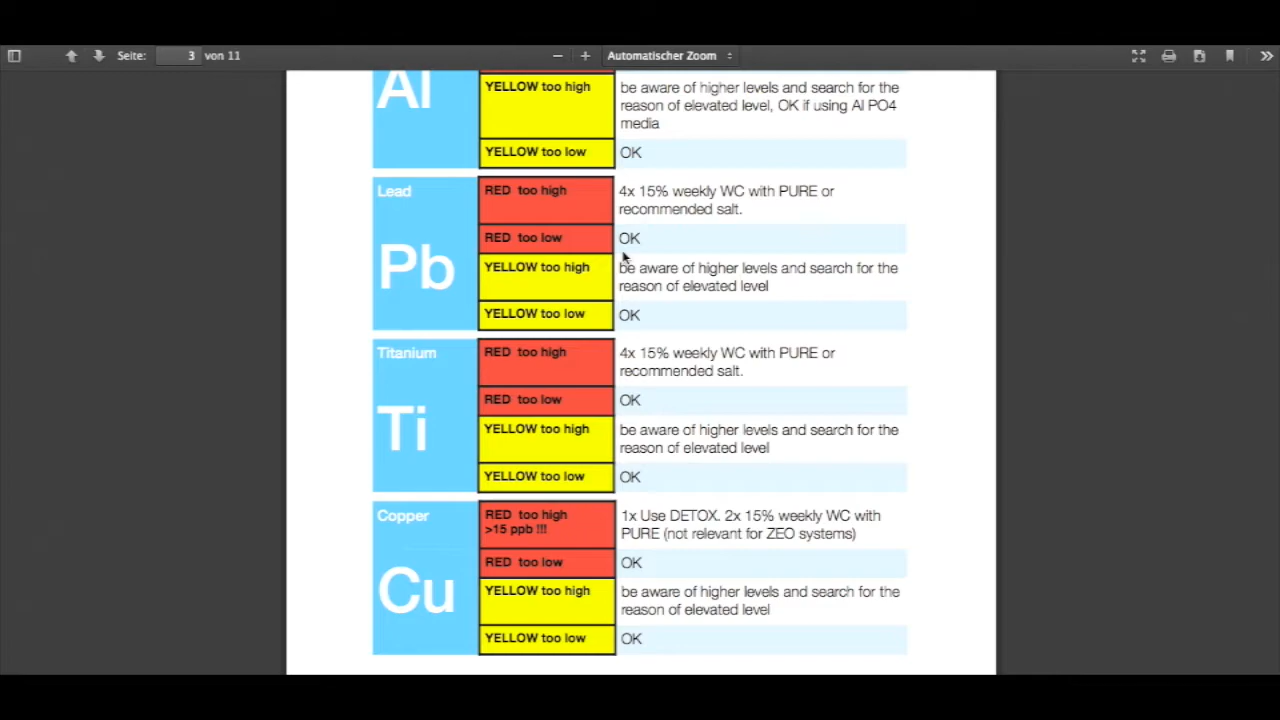 Seite: 3 von 11
Automatischer Zoom
Al
YELLOW too high
be aware of higher levels and search for the
reason of elevated level, OK if using Al PO4
media
YELLOW too low
OK
Lead
Pb
RED too high
4x 15% weekly WC with PURE or
recommended salt.
RED too low
OK
YELLOW too high
be aware of higher levels and search for the
reason of elevated level
YELLOW too low
OK
Titanium
Ti
RED too high
4x 15% weekly WC with PURE or
recommended salt.
RED too low
OK
YELLOW too high
be aware of higher levels and search for the
reason of elevated level
YELLOW too low
OK
Copper
Cu
RED too high
>15 ppb !!!
1x Use DETOX. 2x 15% weekly WC with
PURE (not relevant for ZEO systems)
RED too low
OK
YELLOW too high
be aware of higher levels and search for the
reason of elevated level
YELLOW too low
OK